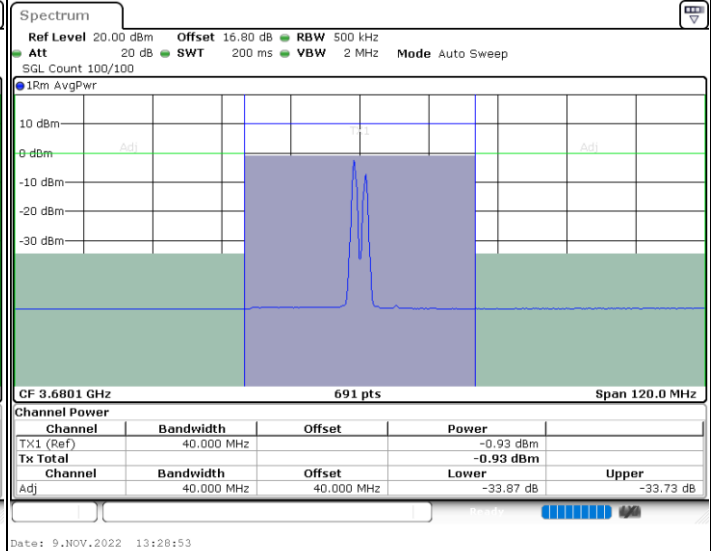 Spectrum
Ref Level 20.00 dBm Offset 16.80 dB RBW 500 kHz
Att 20 dB SWT 200 ms VBW 2 MHz Mode Auto Sweep
SGL Count 100/100
1Rm AvgPwr
10 dBm
TX1
0 dBm Adj Adj
-10 dBm
-20 dBm
-30 dBm
CF 3.6801 GHz 691 pts Span 120.0 MHz
Channel Power
Channel Bandwidth Offset Power
TX1 (Ref) 40.000 MHz -0.93 dBm
Tx Total -0.93 dBm
Channel Bandwidth Offset Lower Upper
Adj 40.000 MHz 40.000 MHz -33.87 dB -33.73 dB
Ready
Date: 9.NOV.2022 13:28:53